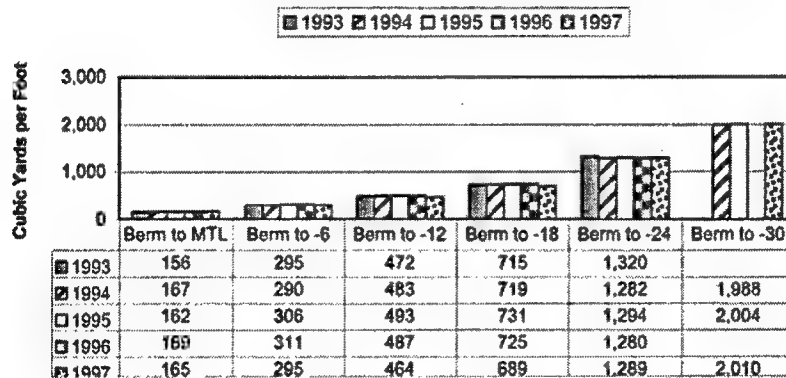 1993 1994 1995 1996 1997
Cubic Yards per Foot
3,000
2,000
1,000
0
Berm to MTL Berm to -6 Berm to -12 Berm to -18 Berm to -24 Berm to -30
1993 156 295 472 715 1,320
1994 167 290 483 719 1,282 1,988
1995 162 306 493 731 1,294 2,004
1996 169 311 487 725 1,280
1997 165 295 464 689 1,289 2,010